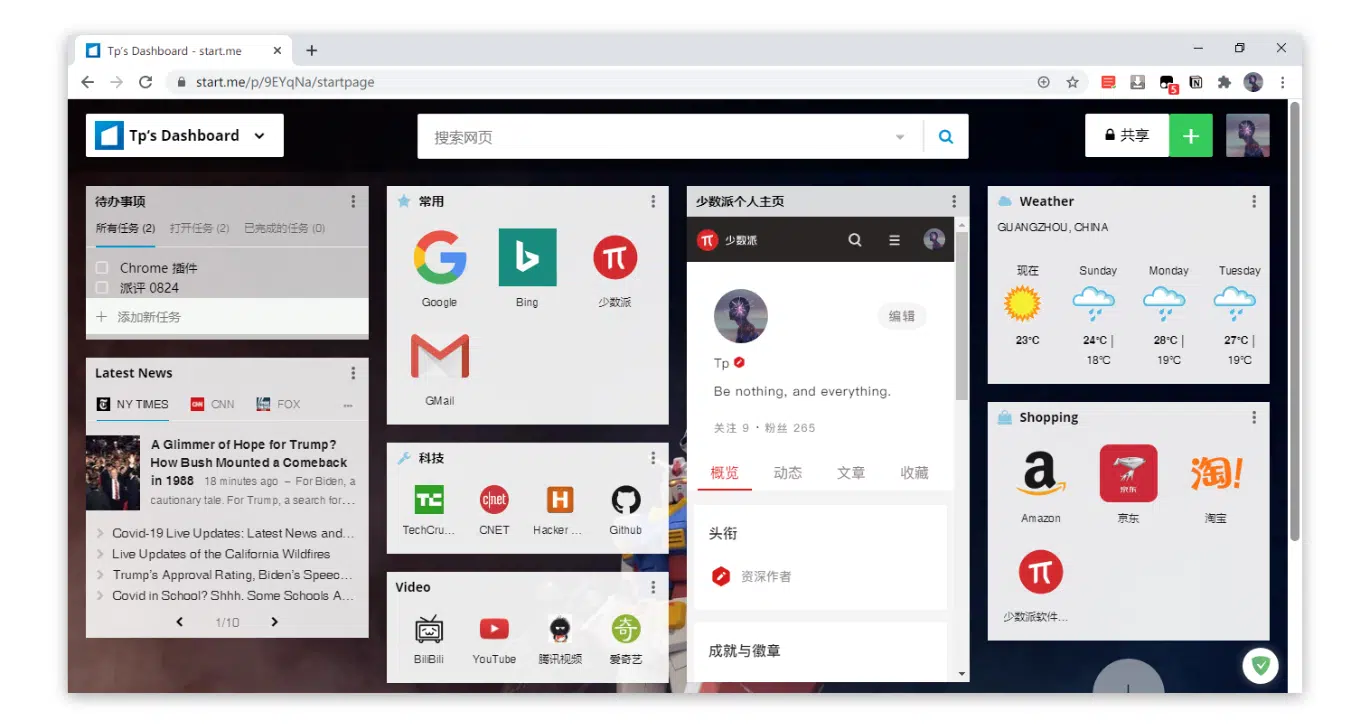 Tp's Dashboard - start.me
start.me/p/9EYqNa/startpage
5
Tp's Dashboard
搜索网页
共享
待办事项
所有任务 (2) 打开任务 (2) 已完成的任务 (0)
Chrome 插件
派评 0824
添加新任务
Latest News
NY TIMES CNN FOX
A Glimmer of Hope for Trump?
How Bush Mounted a Comeback
in 1988 18 minutes ago – For Biden, a
cautionary tale. For Trump, a search for...
Covid-19 Live Updates: Latest News and...
Live Updates of the California Wildfires
Trump's Approval Rating, Biden's Speec...
Covid in School? Shhh. Some Schools A...
1/10
常用
Google Bing 少数派
GMail
科技
TechCru... CNET Hacker ... Github
Video
BiliBili YouTube 腾讯视频 爱奇艺
少数派个人主页
少数派
编辑
Tp
Be nothing, and everything.
关注 9 · 粉丝 265
概览 动态 文章 收藏
头衔
资深作者
成就与徽章
Weather
GUANGZHOU, CHINA
现在 Sunday Monday Tuesday
23°C 24°C | 28°C | 27°C |
18°C 19°C 19°C
Shopping
Amazon 京东 淘宝
少数派软件...